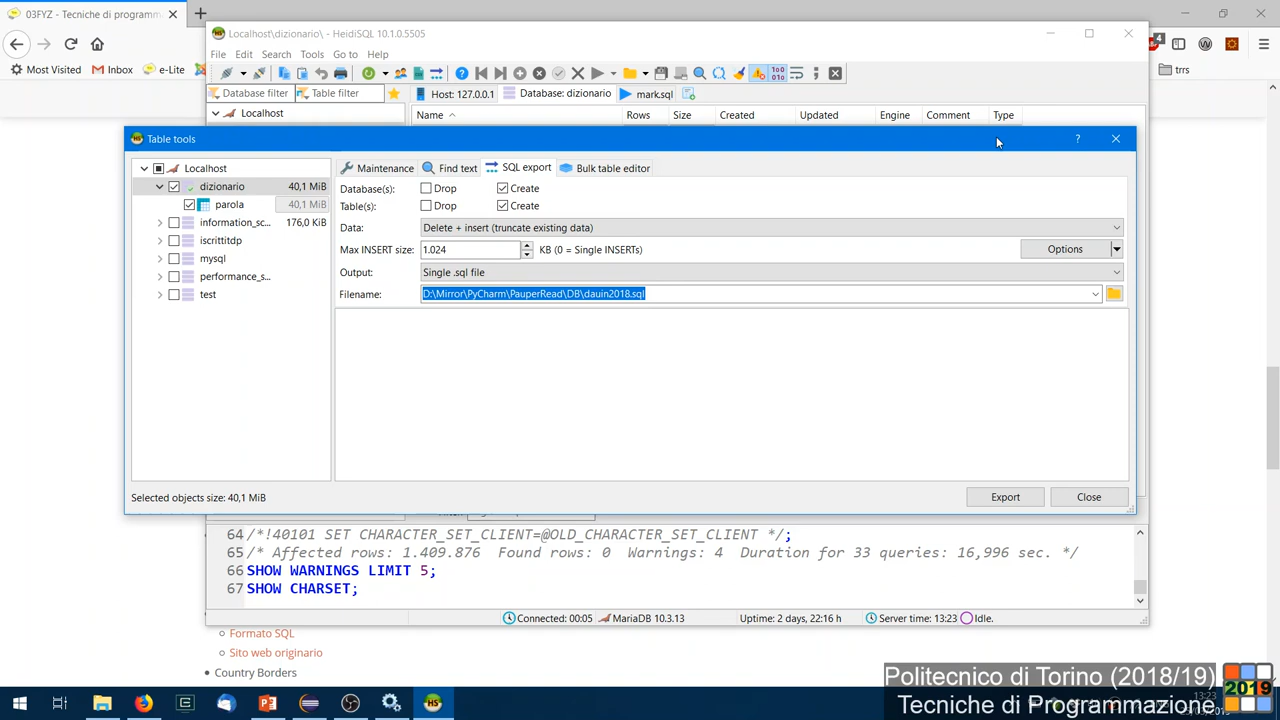 03FYZ - Tecniche di programm
Most Visited
Inbox
e-Lite
trrs
Localhost\dizionario\ - HeidiSQL 10.1.0.5505
File Edit Search Tools Go to Help
Database filter
Table filter
Host: 127.0.0.1
Database: dizionario
mark.sql
Localhost
Name Rows Size Created Updated Engine Comment Type
Table tools
Localhost
dizionario 40,1 MiB
parola 40,1 MiB
information_sc... 176,0 KiB
iscrittitdp
mysql
performance_s...
test
Maintenance
Find text
SQL export
Bulk table editor
Database(s): Drop Create
Table(s): Drop Create
Data: Delete + insert (truncate existing data)
Max INSERT size: 1.024 KB (0 = Single INSERTs)
Options
Output: Single .sql file
Filename: D:\Mirror\PyCharm\PauperRead\DB\dauin2018.sql
Selected objects size: 40,1 MiB
Export
Close
64 /*!40101 SET CHARACTER_SET_CLIENT=@OLD_CHARACTER_SET_CLIENT */;
65 /* Affected rows: 1.409.876 Found rows: 0 Warnings: 4 Duration for 33 queries: 16,996 sec. */
66 SHOW WARNINGS LIMIT 5;
67 SHOW CHARSET;
Connected: 00:05
MariaDB 10.3.13
Uptime: 2 days, 22:16 h
Server time: 13:23
Idle.
Formato SQL
Sito web originario
Country Borders
Politecnico di Torino (2018/19)
Tecniche di Programmazione
2019
13:23